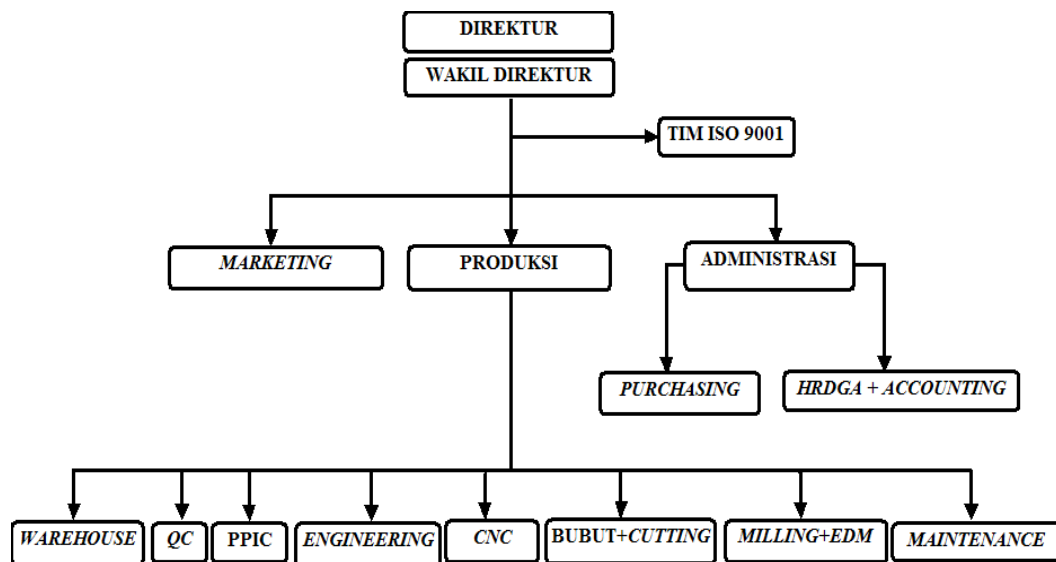 DIREKTUR
WAKIL DIREKTUR
TIM ISO 9001
MARKETING
PRODUKSI
ADMINISTRASI
PURCHASING
HRDGA + ACCOUNTING
WAREHOUSE
QC
PPIC
ENGINEERING
CNC
BUBUT+CUTTING
MILLING+EDM
MAINTENANCE